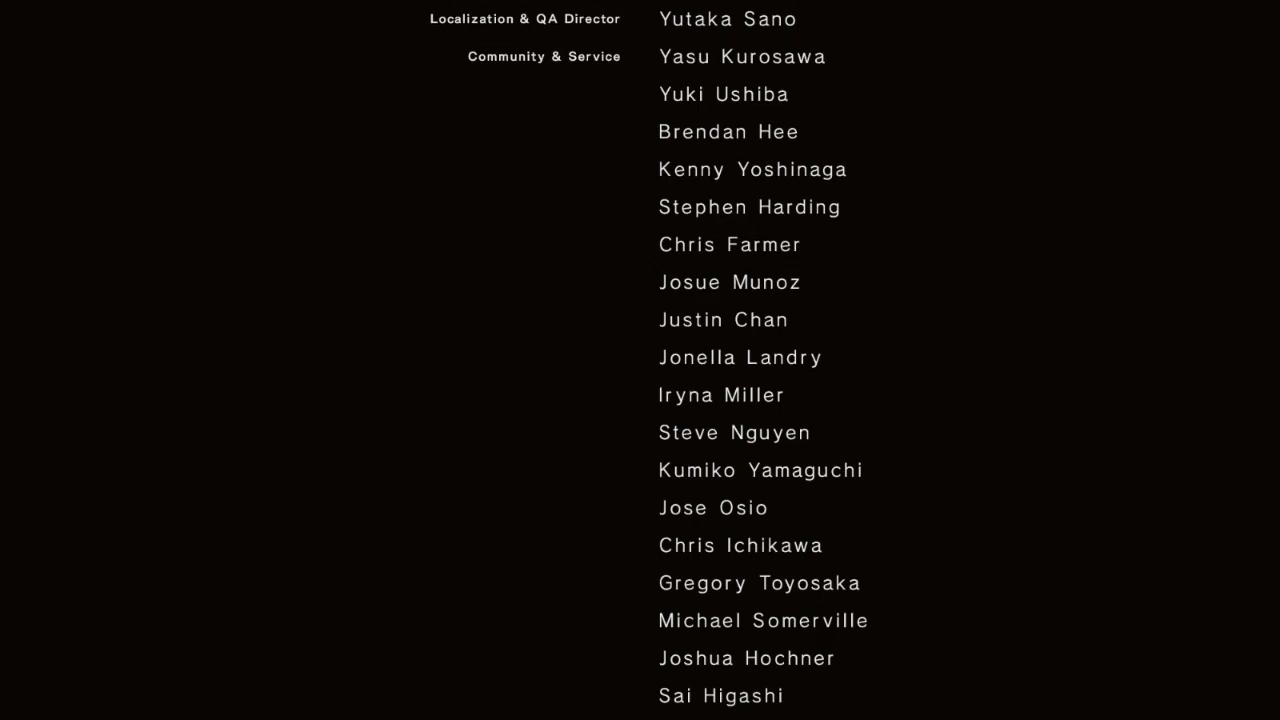 Localization & QA Director Yutaka Sano
Community & Service Yasu Kurosawa
Yuki Ushiba
Brendan Hee
Kenny Yoshinaga
Stephen Harding
Chris Farmer
Josue Munoz
Justin Chan
Jonella Landry
Iryna Miller
Steve Nguyen
Kumiko Yamaguchi
Jose Osio
Chris Ichikawa
Gregory Toyosaka
Michael Somerville
Joshua Hochner
Sai Higashi